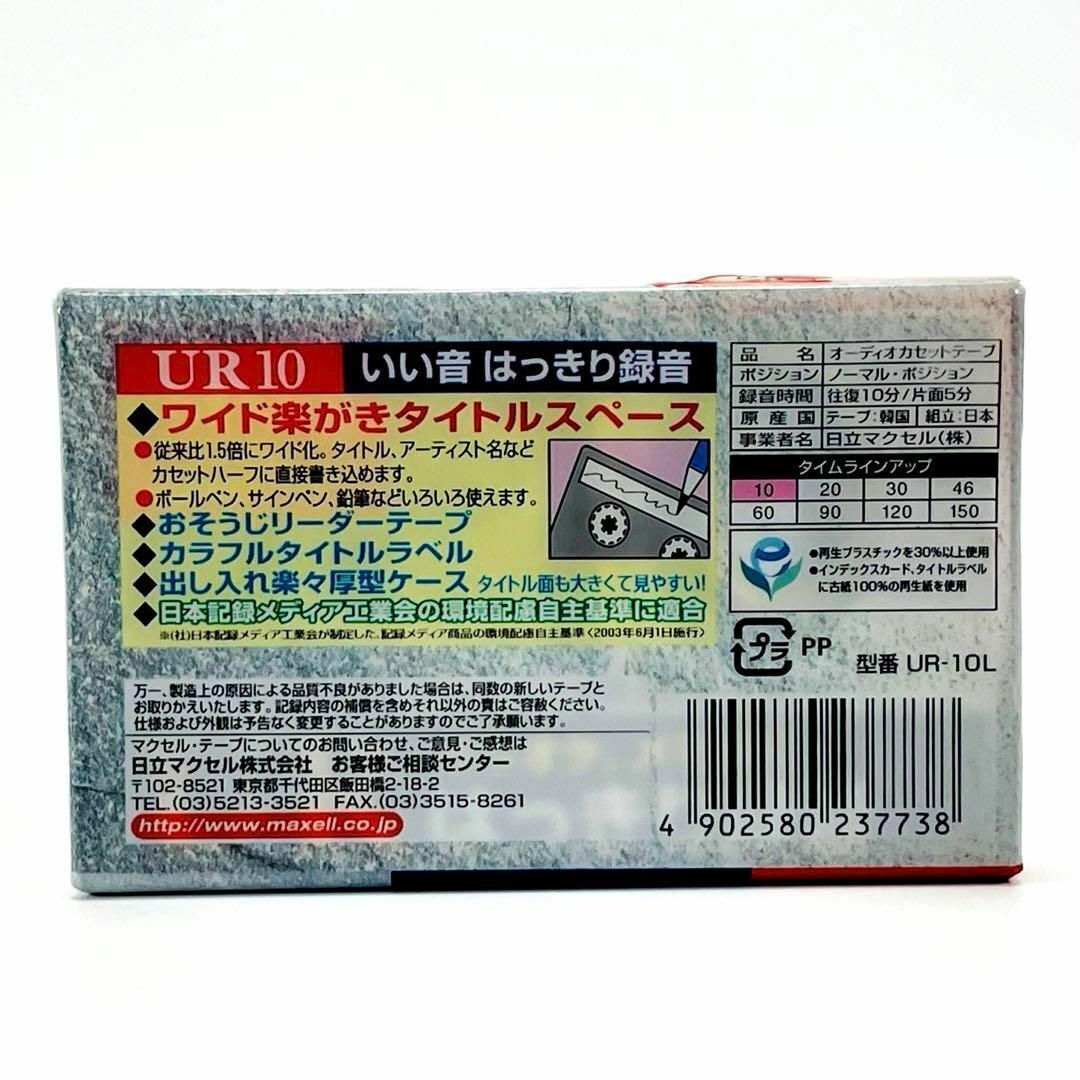 UR 10 いい音 はっきり録音
◆ワイド楽がきタイトルスペース
●従来比1.5倍にワイド化。タイトル、アーティスト名など
カセットハーフに直接書き込めます。
●ボールペン、サインペン、鉛筆などいろいろ使えます。
◆おそうじリーダーテープ
◆カラフルタイトルラベル
◆出し入れ楽々厚型ケース タイトル面も大きくて見やすい!
◆日本記録メディア工業会の環境配慮自主基準に適合
※(社)日本記録メディア工業会が制定した、記録メディア商品の環境配慮自主基準〈2003年6月1日施行〉
品名 オーディオカセットテープ
ポジション ノーマル・ポジション
録音時間 往復10分/片面5分
原産国 テープ:韓国 組立:日本
事業者名 日立マクセル(株)
タイムラインアップ
10 20 30 46
60 90 120 150
●再生プラスチックを30%以上使用
●インデックスカード、タイトルラベル
に古紙100%の再生紙を使用
プラ PP 型番 UR-10L
万一、製造上の原因による品質不良がありました場合は、同数の新しいテープと
お取りかえいたします。記録内容の補償を含めそれ以外の責はご容赦ください。
仕様および外観は予告なく変更することがありますのでご了承願います。
マクセル・テープについてのお問い合わせ、ご意見・ご感想は
日立マクセル株式会社 お客様ご相談センター
〒102-8521 東京都千代田区飯田橋2-18-2
TEL.(03)5213-3521 FAX.(03)3515-8261
http://www.maxell.co.jp
4 902580 237738